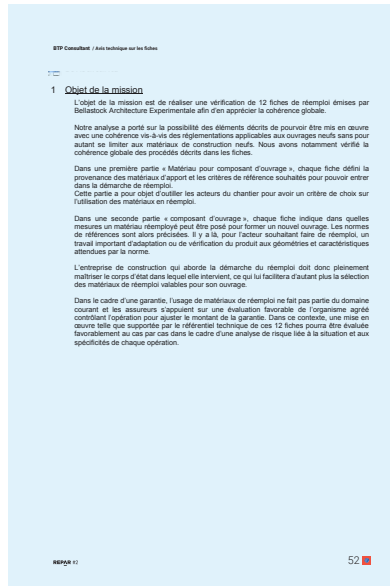 BTP Consultant / Avis technique sur les fiches
1 Objet de la mission
L'objet de la mission est de réaliser une vérification de 12 fiches de réemploi émises par
Bellastock Architecture Experimentale afin d'en apprécier la cohérence globale.
Notre analyse a porté sur la possibilité des éléments décrits de pourvoir être mis en œuvre
avec une cohérence vis-à-vis des réglementations applicables aux ouvrages neufs sans pour
autant se limiter aux matériaux de construction neufs. Nous avons notamment vérifié la
cohérence globale des procédés décrits dans les fiches.
Dans une première partie « Matériau pour composant d'ouvrage », chaque fiche défini la
provenance des matériaux d'apport et les critères de référence souhaités pour pouvoir entrer
dans la démarche de réemploi.
Cette partie a pour objet d'outiller les acteurs du chantier pour avoir un critère de choix sur
l'utilisation des matériaux en réemploi.
Dans une seconde partie « composant d'ouvrage », chaque fiche indique dans quelles
mesures un matériau réemployé peut être posé pour former un nouvel ouvrage. Les normes
de références sont alors précisées. Il y a là, pour l'acteur souhaitant faire de réemploi, un
travail important d'adaptation ou de vérification du produit aux géométries et caractéristiques
attendues par la norme.
L'entreprise de construction qui aborde la démarche du réemploi doit donc pleinement
maîtriser le corps d'état dans lequel elle intervient, ce qui lui facilitera d'autant plus la sélection
des matériaux de réemploi valables pour son ouvrage.
Dans le cadre d'une garantie, l'usage de matériaux de réemploi ne fait pas partie du domaine
courant et les assureurs s'appuient sur une évaluation favorable de l'organisme agréé
contrôlant l'opération pour ajuster le montant de la garantie. Dans ce contexte, une mise en
œuvre telle que supportée par le référentiel technique de ces 12 fiches pourra être évaluée
favorablement au cas par cas dans le cadre d'une analyse de risque liée à la situation et aux
spécificités de chaque opération.
REPAR #2
52